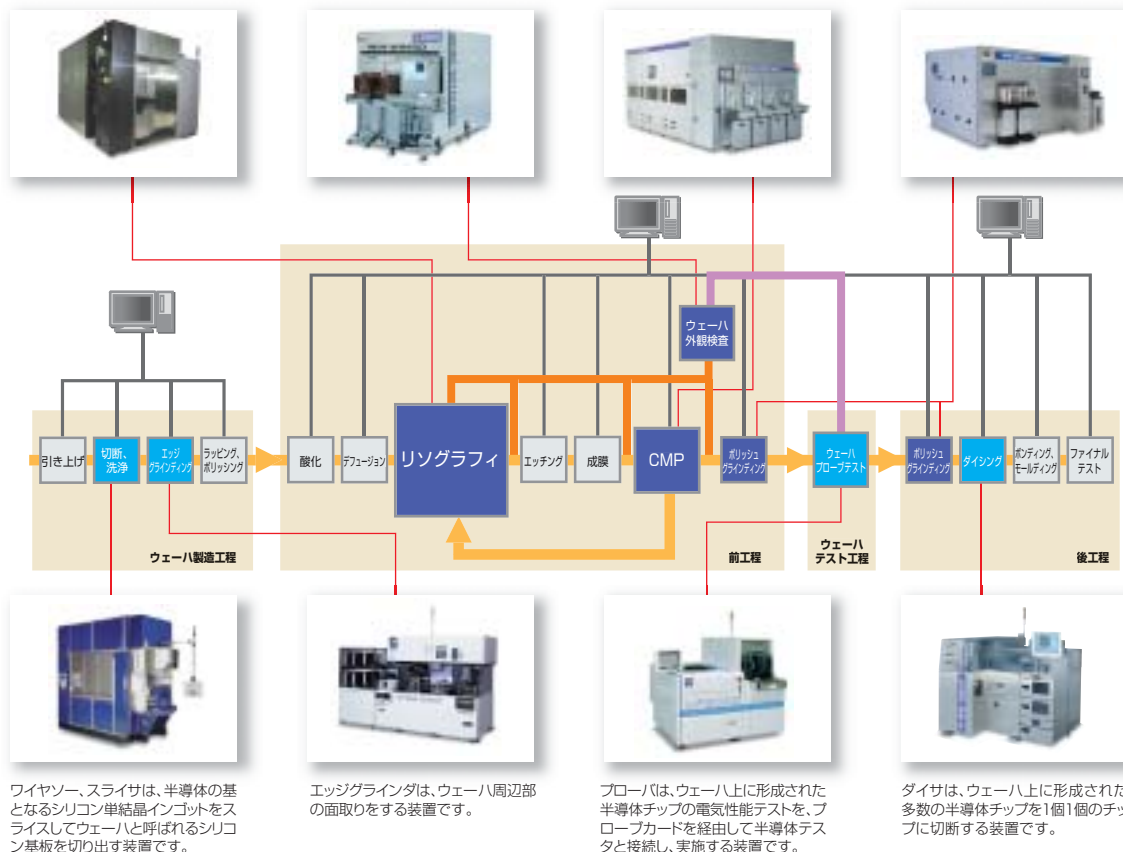 ウェーハ
外観検査
引き上げ
切断、
洗浄
エッジ
グラインディング
ラッピング、
ポリッシング
酸化
デフュージョン
リソグラフィ
エッチング
成膜
CMP
ポリッシュ
グラインディング
ウェーハ
プローブテスト
ポリッシュ
グラインディング
ダイシング
ボンディング、
モールディング
ファイナル
テスト
ウェーハ製造工程
前工程
ウェーハ
テスト工程
後工程
ワイヤソー、スライサは、半導体の基
となるシリコン単結晶インゴットをス
ライスしてウェーハと呼ばれるシリコ
ン基板を切り出す装置です。
エッジグラインダは、ウェーハ周辺部
の面取りをする装置です。
プローバは、ウェーハ上に形成された
半導体チップの電気性能テストを、プ
ローブカードを経由して半導体テス
タと接続し、実施する装置です。
ダイサは、ウェーハ上に形成された
多数の半導体チップを1個1個のチッ
プに切断する装置です。